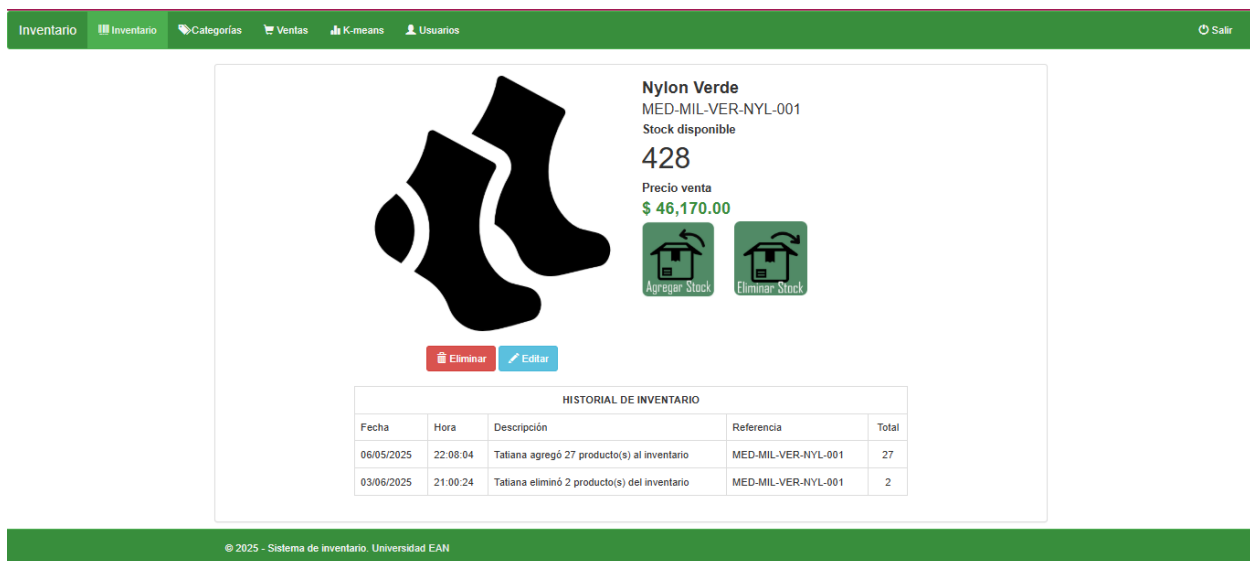 Inventario Inventario Categorías Ventas K-means Usuarios Salir
Nylon Verde
MED-MIL-VER-NYL-001
Stock disponible
428
Precio venta
$ 46,170.00
Agregar Stock Eliminar Stock
Eliminar Editar
HISTORIAL DE INVENTARIO
Fecha Hora Descripción Referencia Total
06/05/2025 22:08:04 Tatiana agregó 27 producto(s) al inventario MED-MIL-VER-NYL-001 27
03/06/2025 21:00:24 Tatiana eliminó 2 producto(s) del inventario MED-MIL-VER-NYL-001 2
© 2025 - Sistema de inventario. Universidad EAN